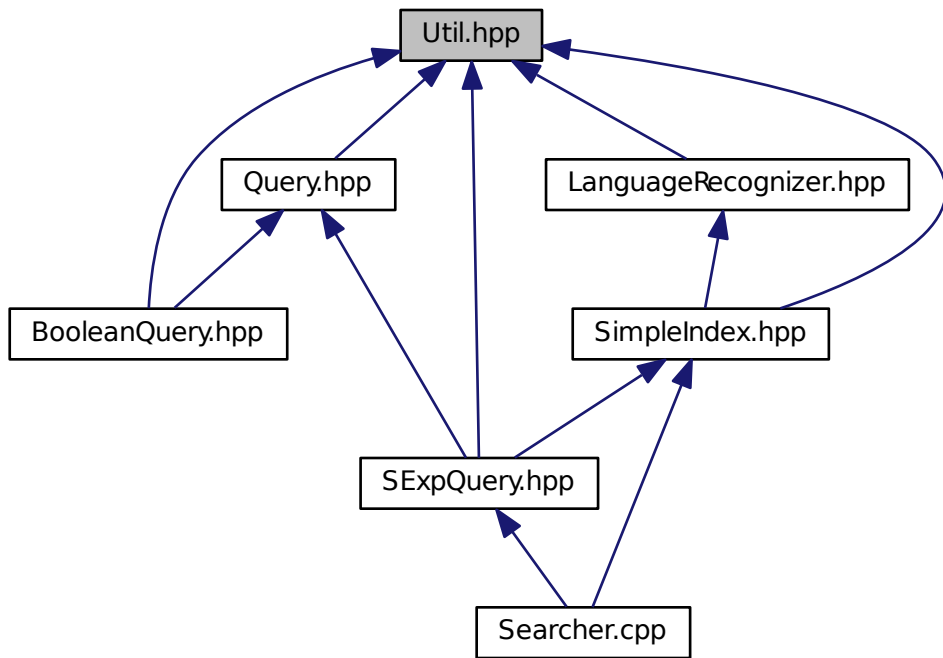 Util.hpp
Query.hpp
LanguageRecognizer.hpp
BooleanQuery.hpp
SimpleIndex.hpp
SExpQuery.hpp
Searcher.cpp